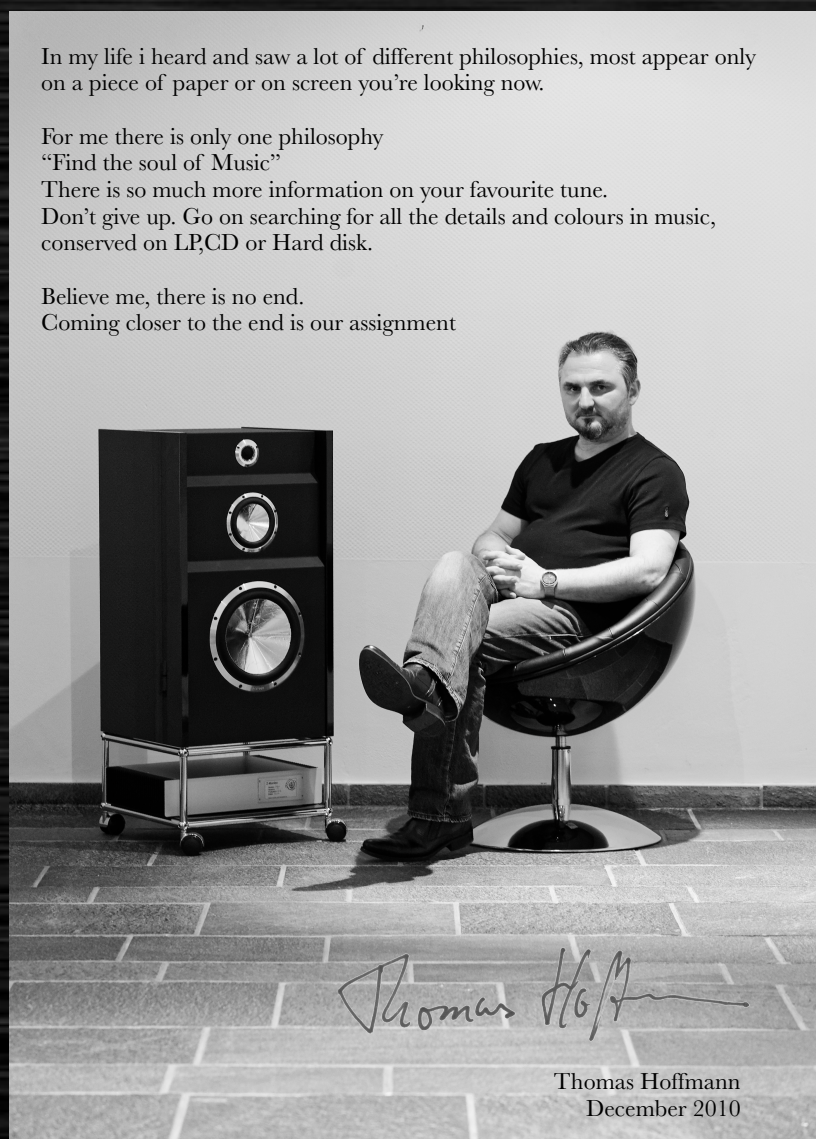 In my life i heard and saw a lot of different philosophies, most appear only
on a piece of paper or on screen you’re looking now.
For me there is only one philosophy
“Find the soul of Music”
There is so much more information on your favourite tune.
Don’t give up. Go on searching for all the details and colours in music,
conserved on LP,CD or Hard disk.
Believe me, there is no end.
Coming closer to the end is our assignment
Thomas Hoff
Thomas Hoffmann
December 2010